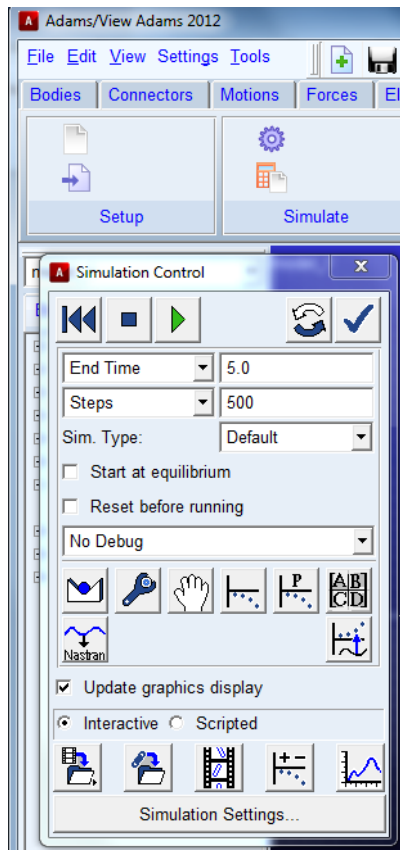 Adams/View Adams 2012
File Edit View Settings Tools
Bodies Connectors Motions Forces El
Setup Simulate
Simulation Control
x
End Time 5.0
Steps 500
Sim. Type: Default
Start at equilibrium
Reset before running
No Debug
P A B C D
Nastran
Update graphics display
Interactive Scripted
Simulation Settings...